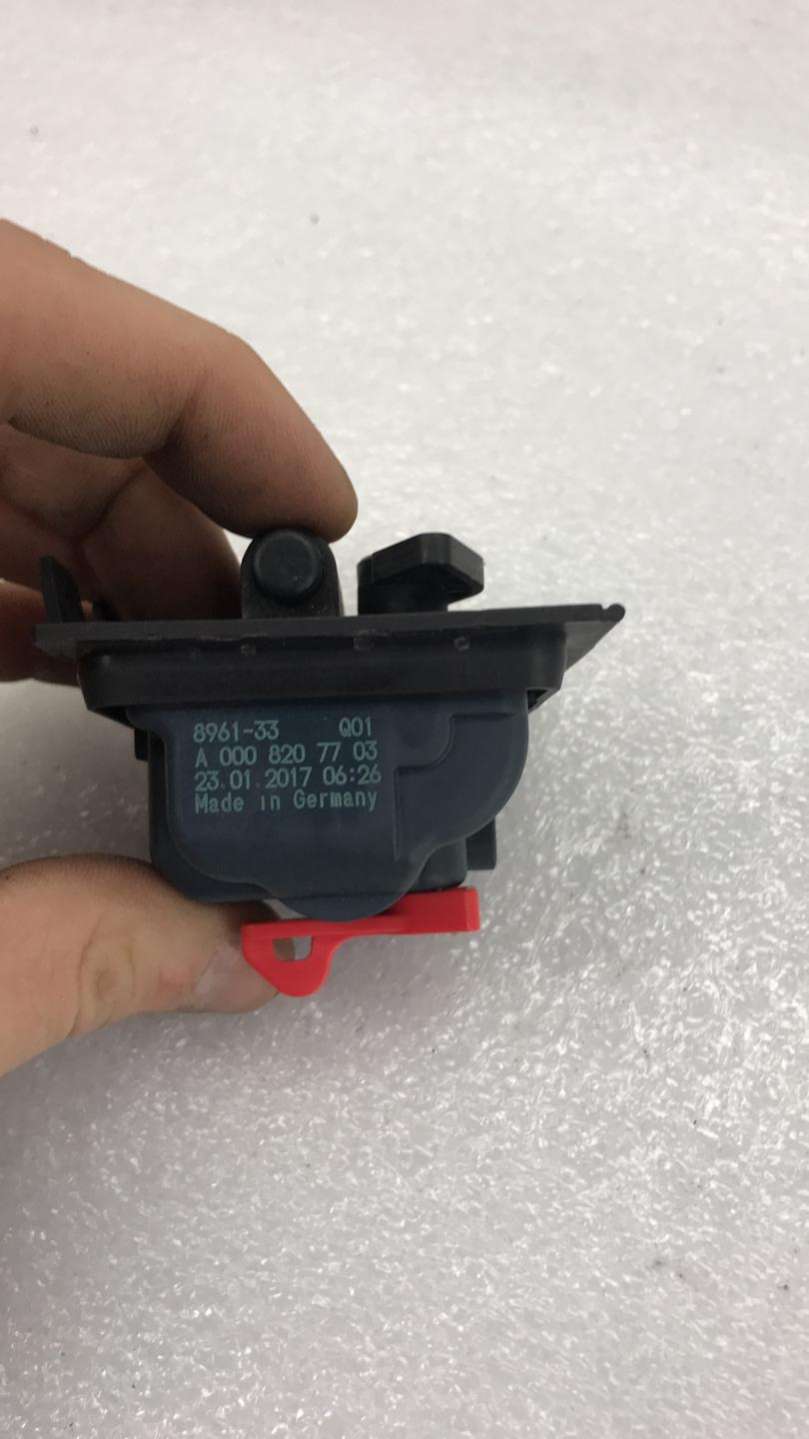 8961-33 Q01
A 000 820 77 03
23.01.2017 06:26
Made in Germany